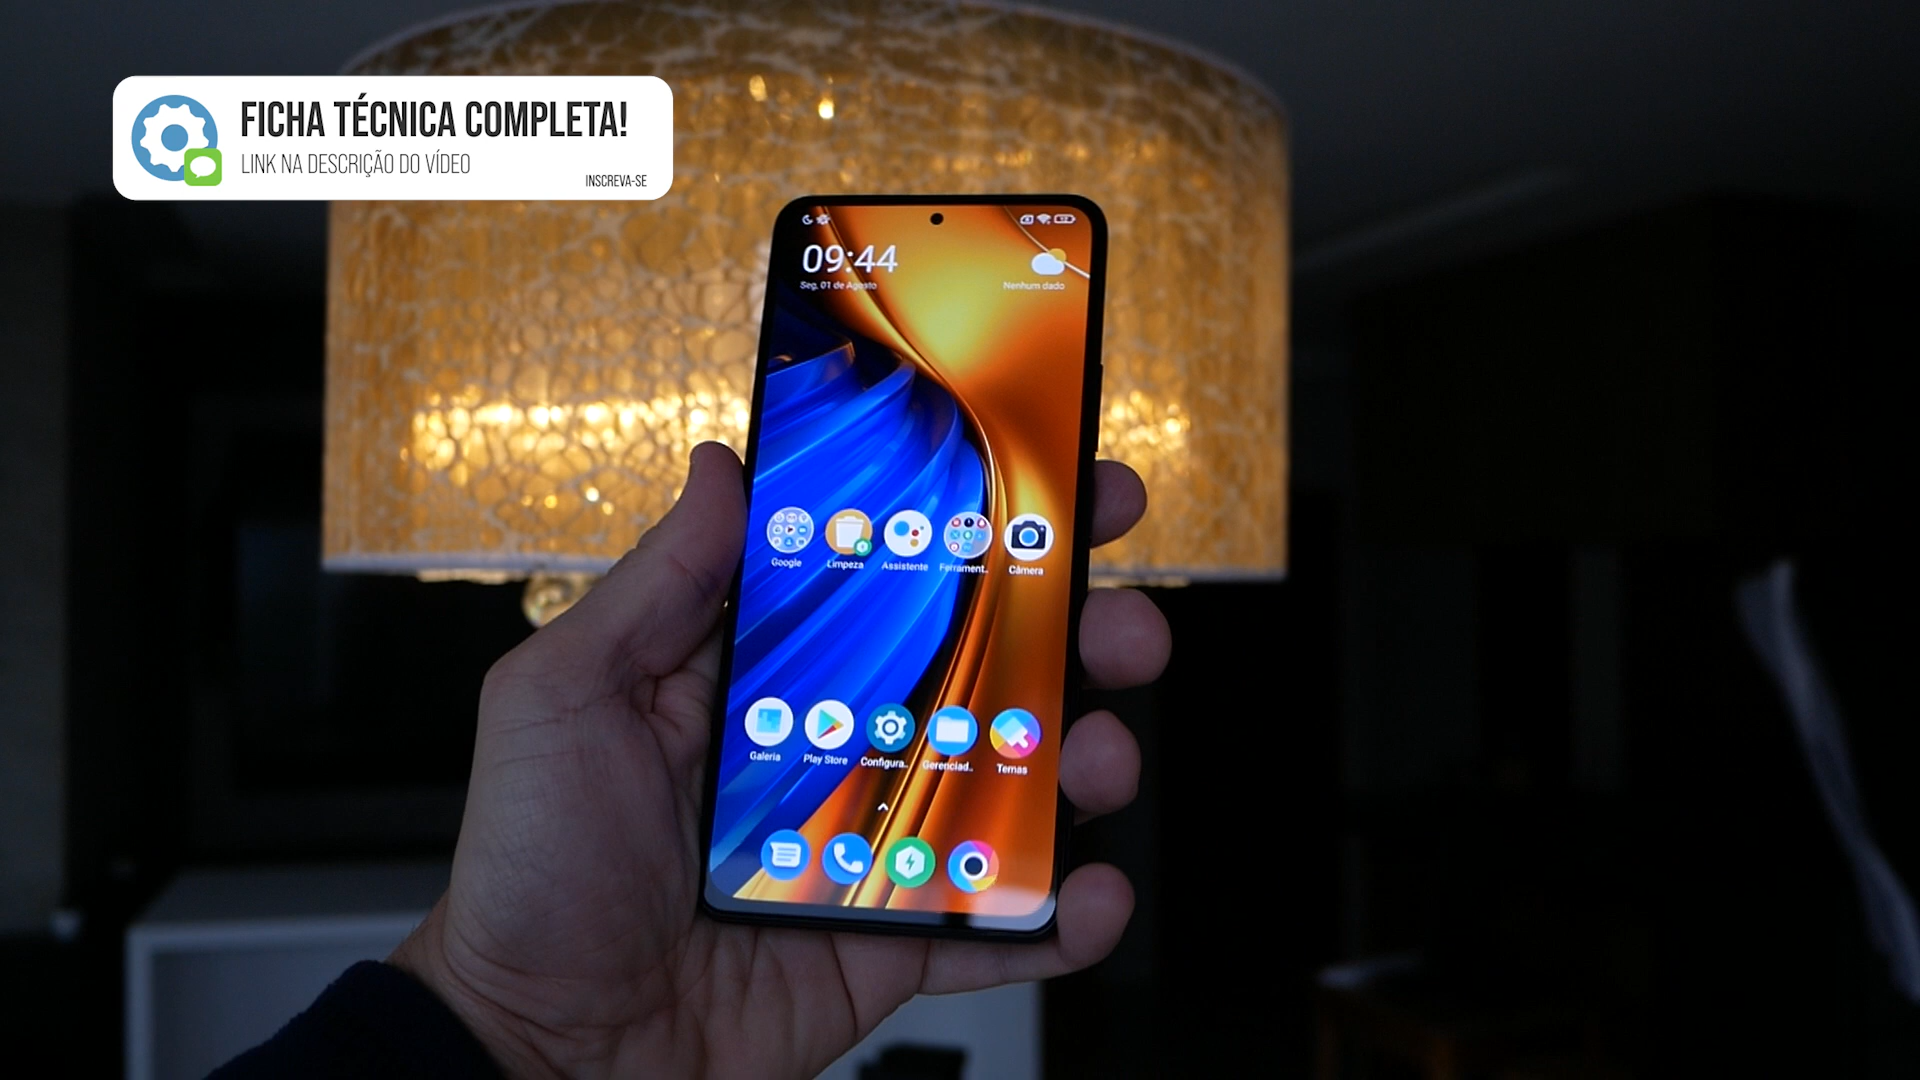 FICHA TÉCNICA COMPLETA!
LINK NA DESCRIÇÃO DO VÍDEO
INSCREVA-SE
09:44
Seg, 01 de Agosto
Nenhum dado
Google Limpeza Assistente Ferrament.. Câmera
Galeria Play Store Configura.. Gerenciad.. Temas